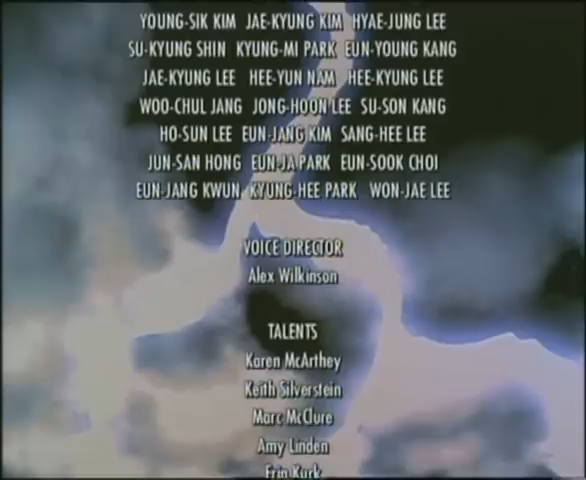 YOUNG-SIK KIM JAE-KYUNG KIM HYAE-JUNG LEE
SU-KYUNG SHIN KYUNG-MI PARK EUN-YOUNG KANG
JAE-KYUNG LEE HEE-YUN NAM HEE-KYUNG LEE
WOO-CHUL JANG JONG-HOON LEE SU-SON KANG
HO-SUN LEE EUN-JANG KIM SANG-HEE LEE
JUN-SAN HONG EUN-JA PARK EUN-SOOK CHOI
EUN-JANG KWUN KYUNG-HEE PARK WON-JAE LEE
VOICE DIRECTOR
Alex Wilkinson
TALENTS
Karen McArthey
Keith Silverstein
Marc McClure
Amy Linden
Erin Kurk